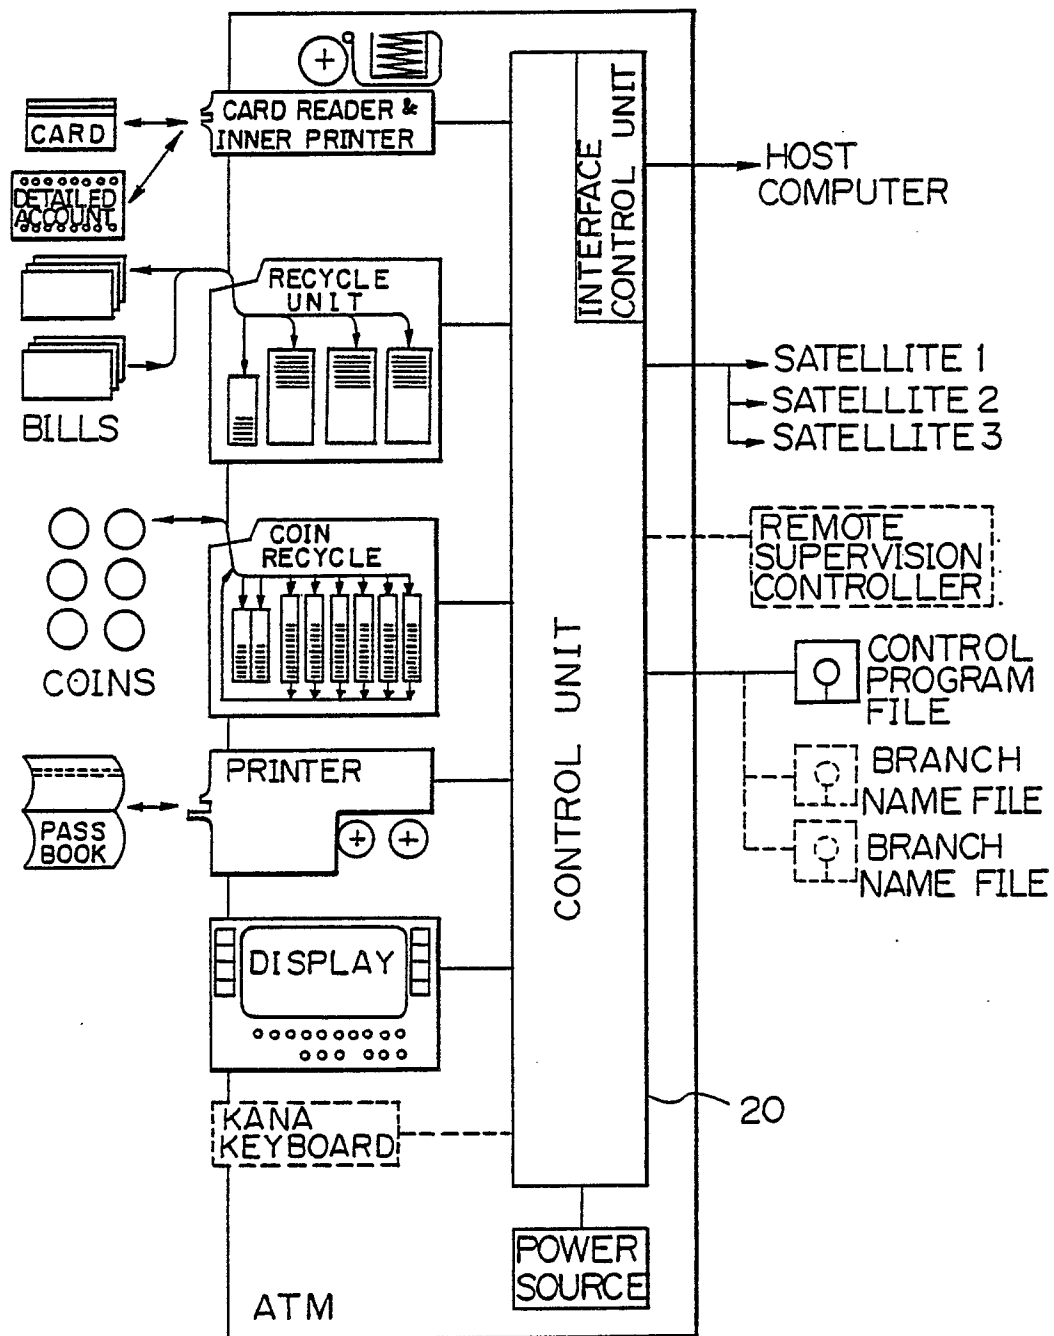 CARD READER &
INNER PRINTER
CARD
DETAILED
ACCOUNT
RECYCLE
UNIT
BILLS
COIN
RECYCLE
COINS
PRINTER
PASS
BOOK
DISPLAY
KANA
KEYBOARD
ATM
INTERFACE
CONTROL UNIT
CONTROL UNIT
POWER
SOURCE
HOST
COMPUTER
SATELLITE 1
SATELLITE 2
SATELLITE 3
REMOTE
SUPERVISION
CONTROLLER
CONTROL
PROGRAM
FILE
BRANCH
NAME FILE
BRANCH
NAME FILE
20